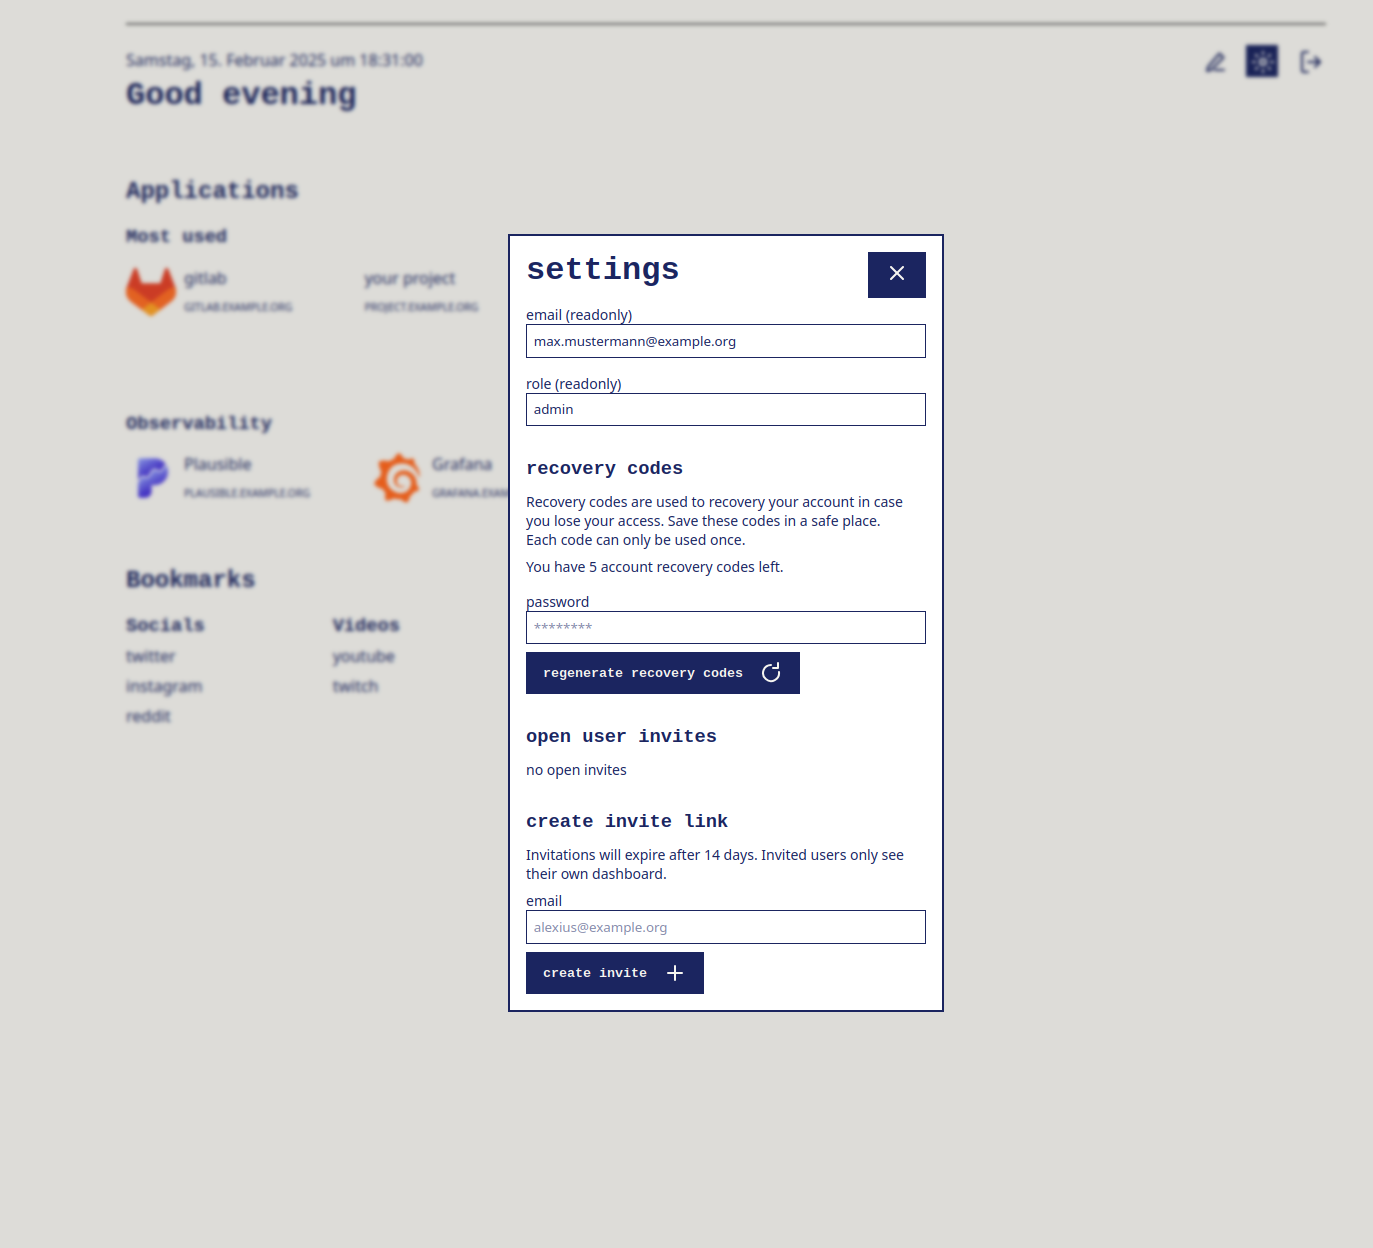 Samstag, 15. Februar 2025 um 18:31:00
Good evening
Applications
Most used
gitlab
GITLAB.EXAMPLE.ORG
your project
PROJECT.EXAMPLE.ORG
Observability
Plausible
PLAUSIBLE.EXAMPLE.ORG
Grafana
Bookmarks
Socials
twitter
instagram
reddit
Videos
youtube
twitch
settings
email (readonly)
max.mustermann@example.org
role (readonly)
admin
recovery codes
Recovery codes are used to recovery your account in case
you lose your access. Save these codes in a safe place.
Each code can only be used once.
You have 5 account recovery codes left.
password
********
regenerate recovery codes
open user invites
no open invites
create invite link
Invitations will expire after 14 days. Invited users only see
their own dashboard.
email
alexius@example.org
create invite